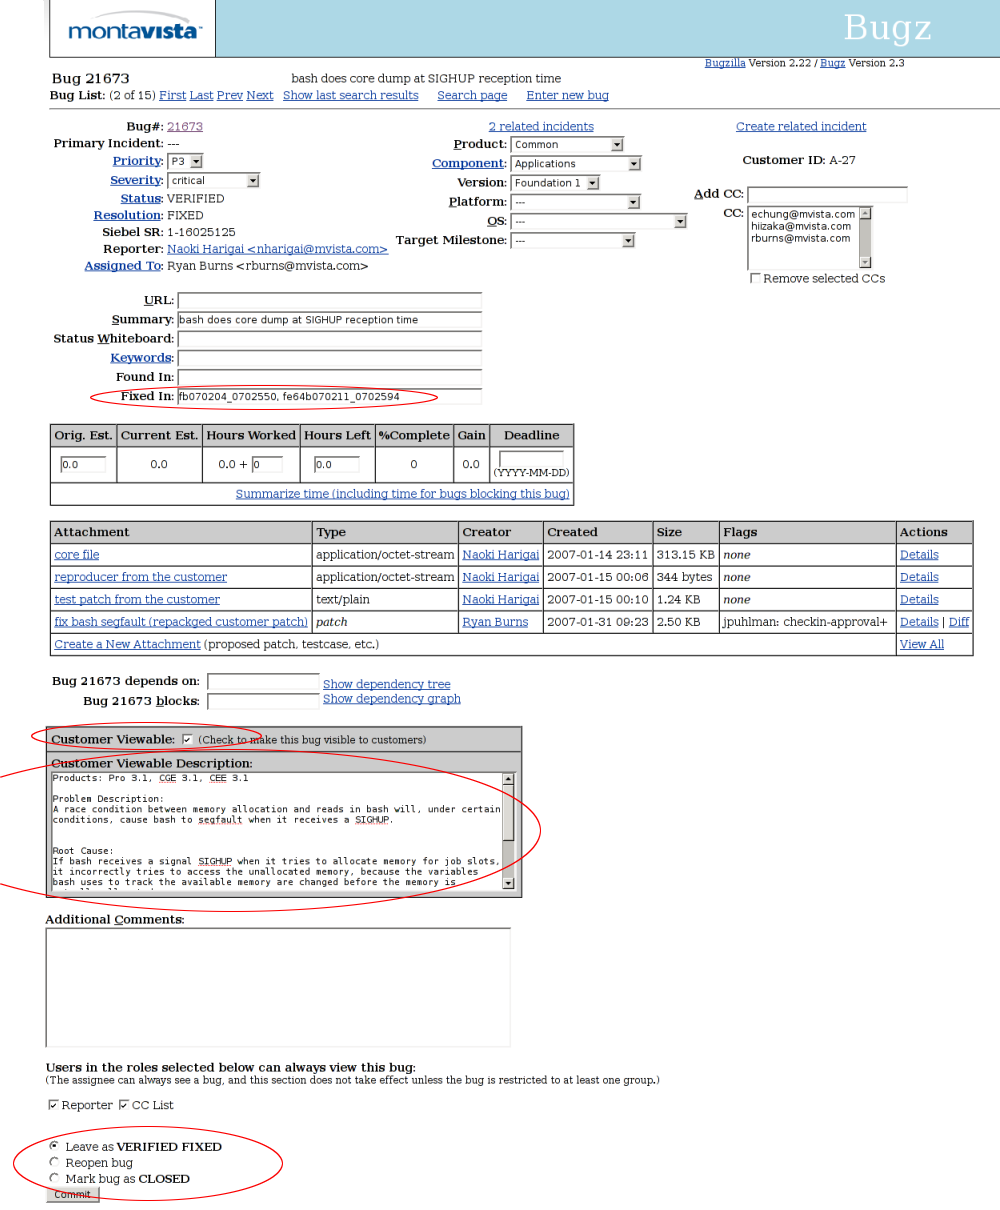 montavista
Bugz
Bugzilla Version 2.22 / Bugz Version 2.3
Bug 21673 bash does core dump at SIGHUP reception time
Bug List: (2 of 15) First Last Prev Next Show last search results Search page Enter new bug
Bug#: 21673 2 related incidents Create related incident
Primary Incident: --- Product: Common
Priority: P3 Component: Applications Customer ID: A-27
Severity: critical Version: Foundation 1
Status: VERIFIED Platform: --- Add CC:
Resolution: FIXED OS: --- CC: echung@mvista.com
Siebel SR: 1-16025125 hiizaka@mvista.com
Reporter: Naoki Harigai <nharigai@mvista.com> Target Milestone: --- rburns@mvista.com
Assigned To: Ryan Burns <rburns@mvista.com>
Remove selected CCs
URL:
Summary: bash does core dump at SIGHUP reception time
Status Whiteboard:
Keywords:
Found In:
Fixed In: fb070204_0702550, fe64b070211_0702594
Orig. Est. Current Est. Hours Worked Hours Left %Complete Gain Deadline
0.0 0.0 0.0 + 0 0.0 0 0.0 (YYYY-MM-DD)
Summarize time (including time for bugs blocking this bug)
Attachment Type Creator Created Size Flags Actions
core file application/octet-stream Naoki Harigai 2007-01-14 23:11 313.15 KB none Details
reproducer from the customer application/octet-stream Naoki Harigai 2007-01-15 00:06 344 bytes none Details
test patch from the customer text/plain Naoki Harigai 2007-01-15 00:10 1.24 KB none Details
fix bash segfault (repackged customer patch) patch Ryan Burns 2007-01-31 09:23 2.50 KB jpuhlman: checkin-approval+ Details | Diff
Create a New Attachment (proposed patch, testcase, etc.) View All
Bug 21673 depends on: Show dependency tree
Bug 21673 blocks: Show dependency graph
Customer Viewable: (Check to make this bug visible to customers)
Customer Viewable Description:
Products: Pro 3.1, CGE 3.1, CEE 3.1
Problem Description:
A race condition between memory allocation and reads in bash will, under certain
conditions, cause bash to segfault when it receives a SIGHUP.
Root Cause:
If bash receives a signal SIGHUP when it tries to allocate memory for job slots,
it incorrectly tries to access the unallocated memory, because the variables
bash uses to track the available memory are changed before the memory is
Additional Comments:
Users in the roles selected below can always view this bug:
(The assignee can always see a bug, and this section does not take effect unless the bug is restricted to at least one group.)
Reporter CC List
Leave as VERIFIED FIXED
Reopen bug
Mark bug as CLOSED
Commit